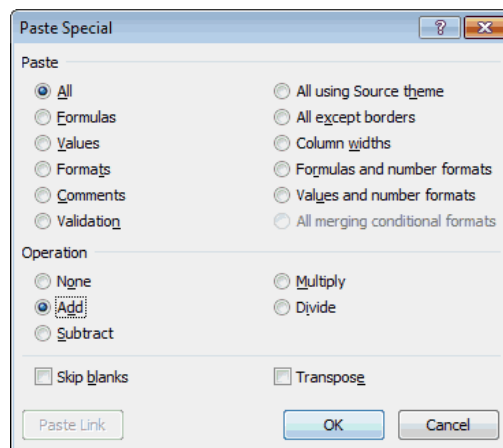 Paste Special
Paste
All
All using Source theme
Formulas
All except borders
Values
Column widths
Formats
Formulas and number formats
Comments
Values and number formats
Validation
All merging conditional formats
Operation
None
Multiply
Add
Divide
Subtract
Skip blanks
Transpose
Paste Link
OK
Cancel